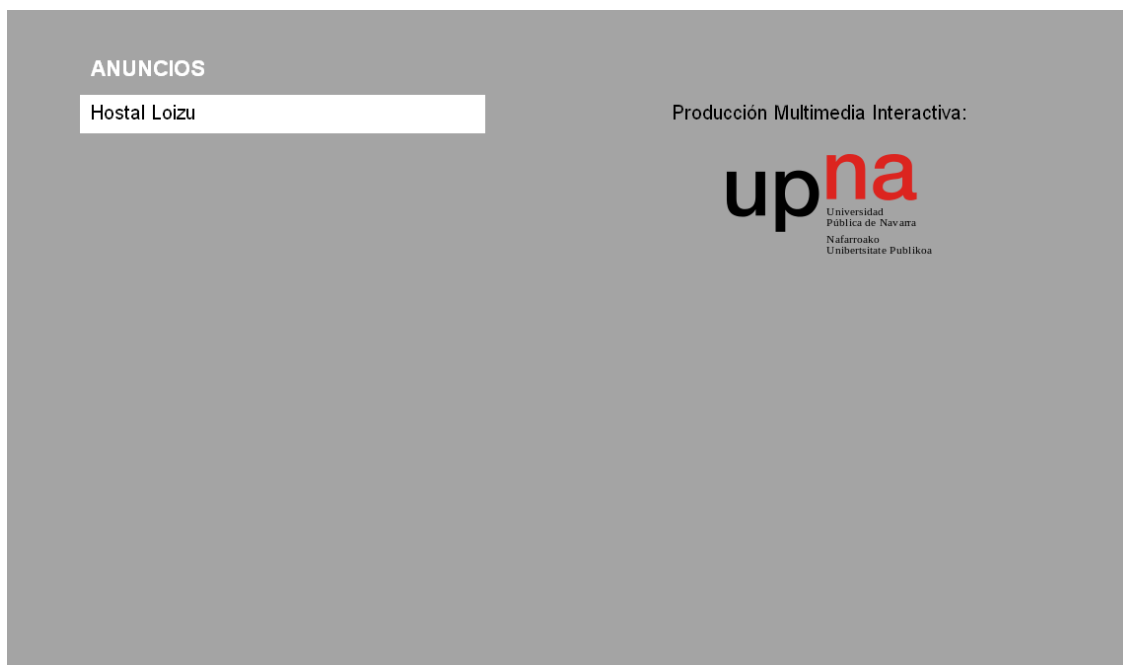 ANUNCIOS
Hostal Loizu
Producción Multimedia Interactiva:
upna
Universidad
Pública de Navarra
Nafarroako
Unibertsitate Publikoa